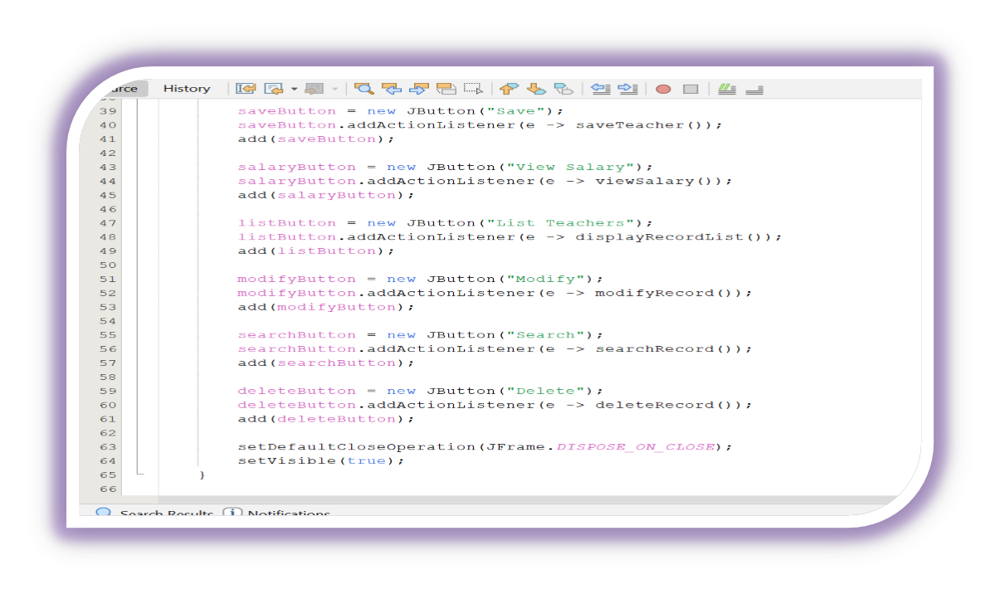 History
39 saveButton = new JButton("Save");
40 saveButton.addActionListener(e -> saveTeacher());
41 add(saveButton);
42
43 salaryButton = new JButton("View Salary");
44 salaryButton.addActionListener(e -> viewSalary());
45 add(salaryButton);
46
47 listButton = new JButton("List Teachers");
48 listButton.addActionListener(e -> displayRecordList());
49 add(listButton);
50
51 modifyButton = new JButton("Modify");
52 modifyButton.addActionListener(e -> modifyRecord());
53 add(modifyButton);
54
55 searchButton = new JButton("Search");
56 searchButton.addActionListener(e -> searchRecord());
57 add(searchButton);
58
59 deleteButton = new JButton("Delete");
60 deleteButton.addActionListener(e -> deleteRecord());
61 add(deleteButton);
62
63 setDefaultCloseOperation(JFrame.DISPOSE_ON_CLOSE);
64 setVisible(true);
65 }
66
Search Results Notifications